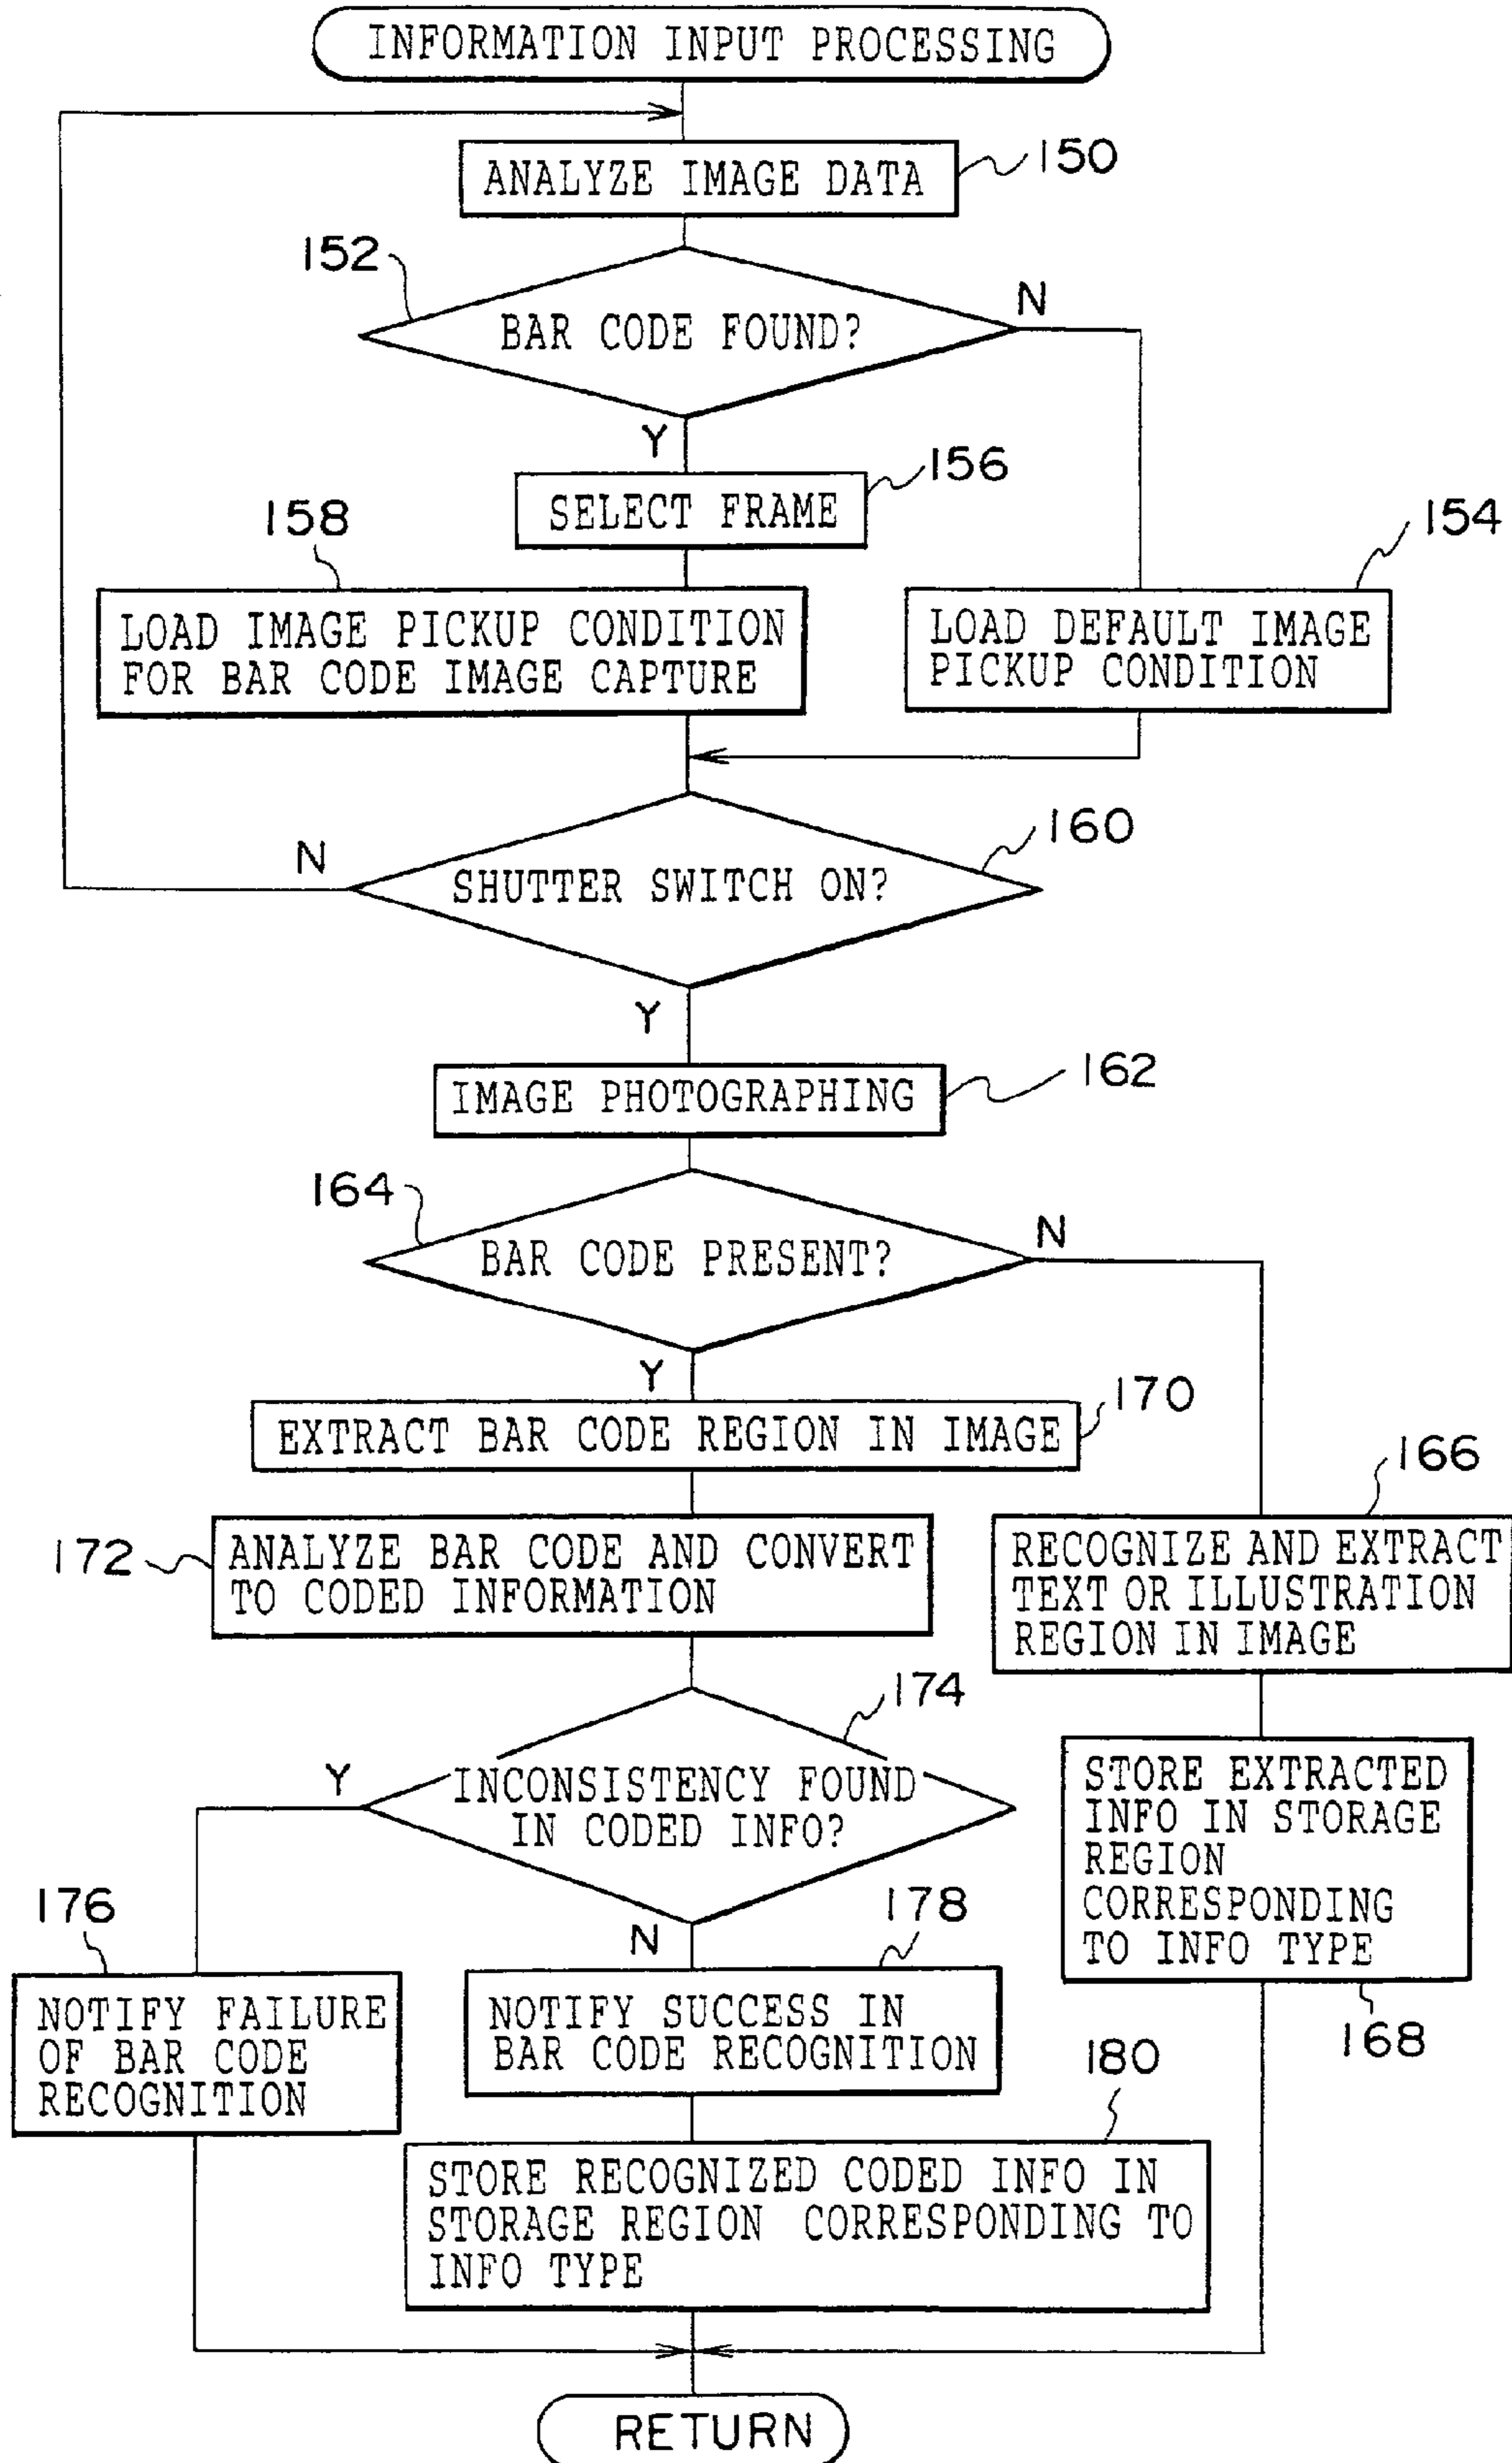 INFORMATION INPUT PROCESSING
ANALYZE IMAGE DATA
150
152
BAR CODE FOUND?
N
Y
156
SELECT FRAME
158
154
LOAD IMAGE PICKUP CONDITION
FOR BAR CODE IMAGE CAPTURE
LOAD DEFAULT IMAGE
PICKUP CONDITION
160
N
SHUTTER SWITCH ON?
Y
IMAGE PHOTOGRAPHING
162
164
BAR CODE PRESENT?
N
Y
170
EXTRACT BAR CODE REGION IN IMAGE
166
172
ANALYZE BAR CODE AND CONVERT
TO CODED INFORMATION
RECOGNIZE AND EXTRACT
TEXT OR ILLUSTRATION
REGION IN IMAGE
174
Y
INCONSISTENCY FOUND
IN CODED INFO?
N
STORE EXTRACTED
INFO IN STORAGE
REGION
CORRESPONDING
TO INFO TYPE
168
176
NOTIFY FAILURE
OF BAR CODE
RECOGNITION
178
NOTIFY SUCCESS IN
BAR CODE RECOGNITION
180
STORE RECOGNIZED CODED INFO IN
STORAGE REGION CORRESPONDING TO
INFO TYPE
RETURN